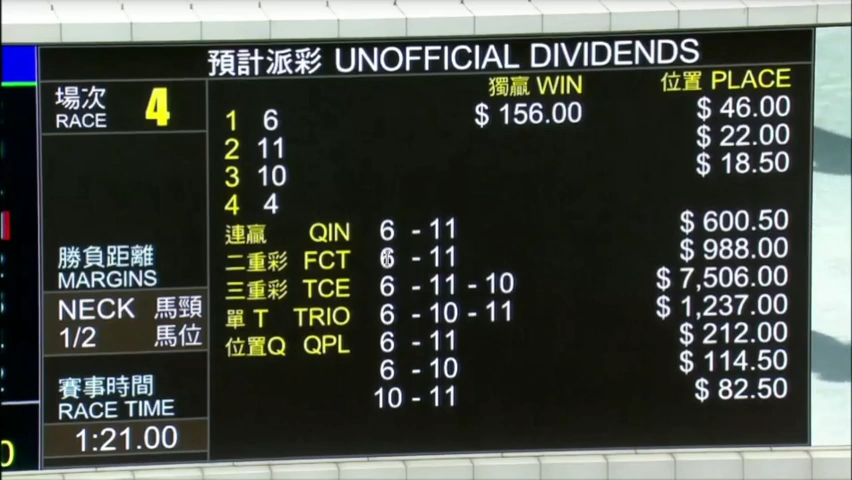 預計派彩 UNOFFICIAL DIVIDENDS
場次 RACE 4
獨贏 WIN 位置 PLACE
1 6 $ 156.00 $ 46.00
2 11 $ 22.00
3 10 $ 18.50
4 4
連贏 QIN 6 - 11 $ 600.50
二重彩 FCT 6 - 11 $ 988.00
三重彩 TCE 6 - 11 - 10 $ 7,506.00
單T TRIO 6 - 10 - 11 $ 1,237.00
位置Q QPL 6 - 11 $ 212.00
6 - 10 $ 114.50
10 - 11 $ 82.50
勝負距離
MARGINS
NECK 馬頸
1/2 馬位
賽事時間
RACE TIME
1:21.00
0